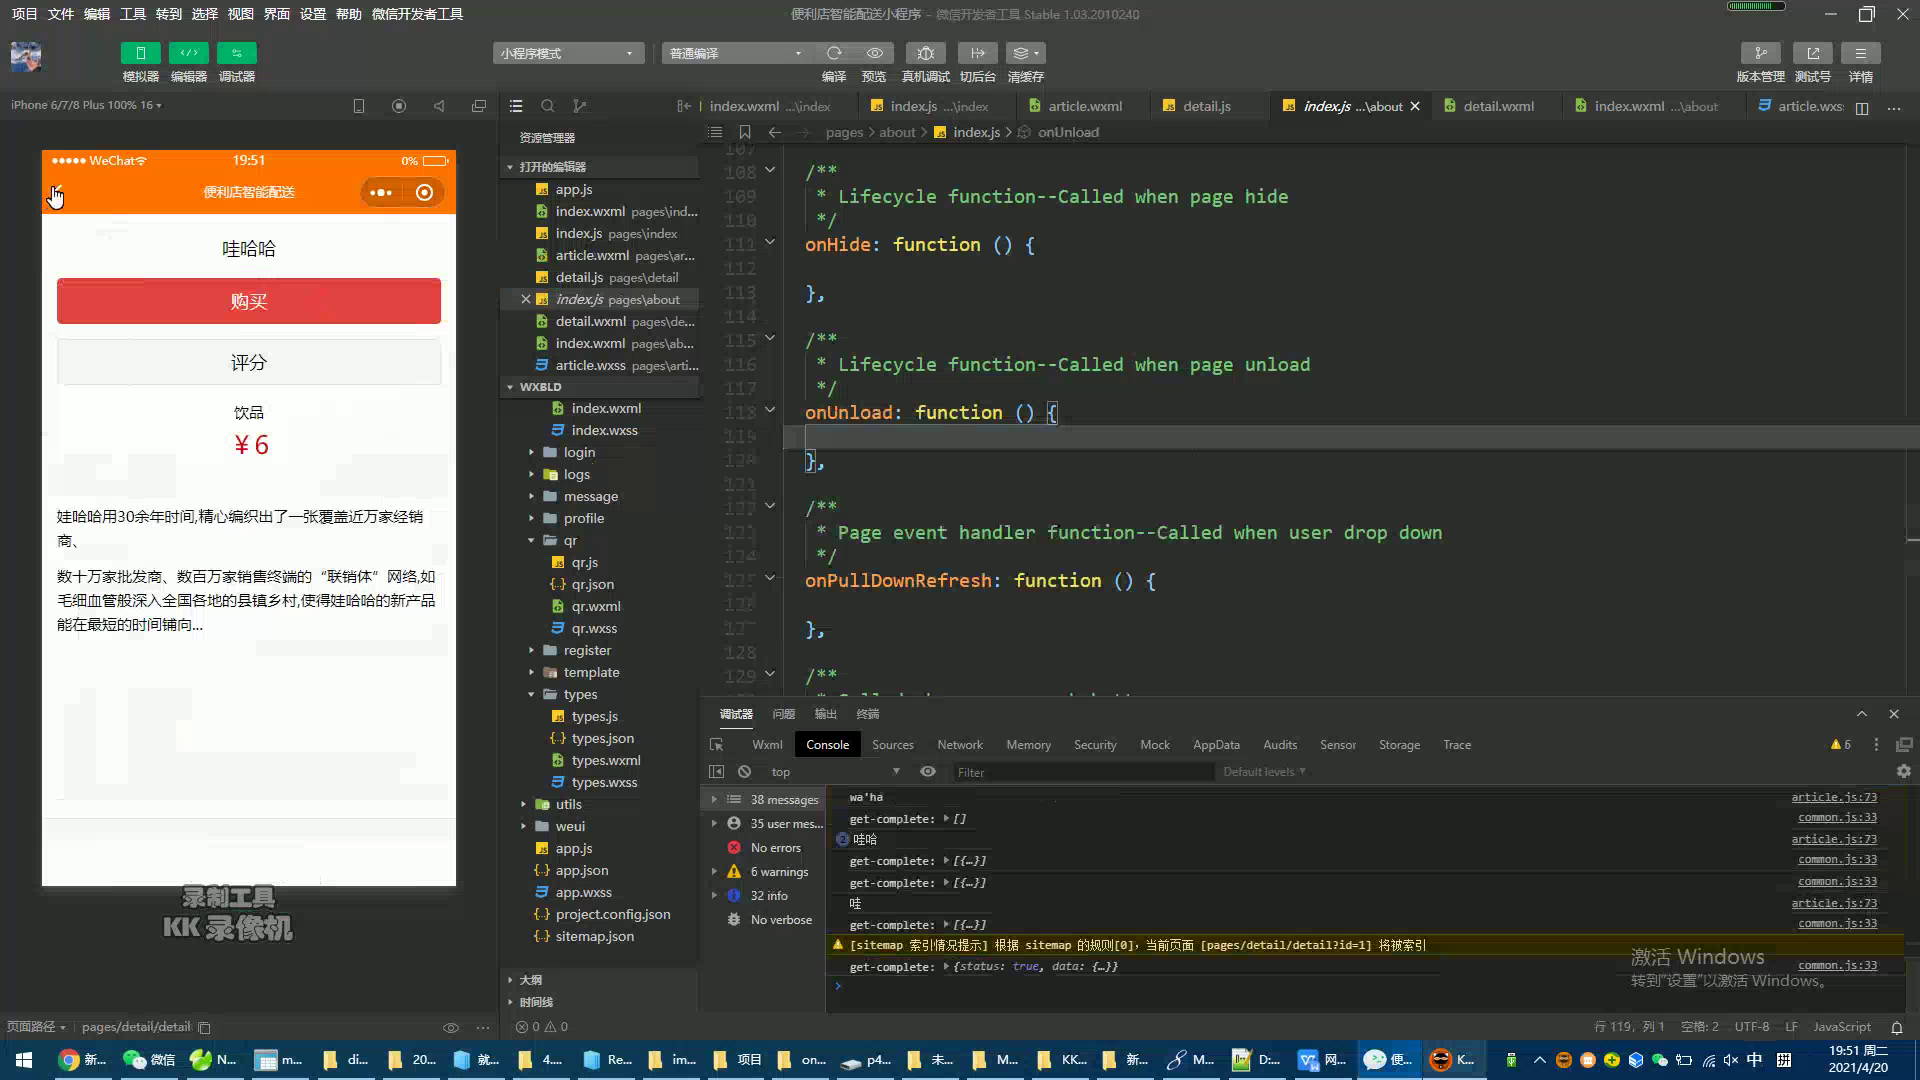 项目 文件 编辑 工具 转到 选择 视图 界面 设置 帮助 微信开发者工具
便利店智能配送小程序 - 微信开发者工具 Stable 1.03.2010240
小程序模式
普通编译
模拟器 编辑器 调试器
编译 预览 真机调试 切后台 清缓存
版本管理 测试号 详情
iPhone 6/7/8 Plus 100% 16
index.wxml ...\index
index.js ...\index
article.wxml
detail.js
index.js ...\about
detail.wxml
index.wxml ...\about
article.wxs
pages > about > index.js > onUnload
WeChat
19:51
0%
便利店智能配送
哇哈哈
购买
评分
饮品
¥ 6
娃哈哈用30余年时间,精心编织出了一张覆盖近万家经销
商、
数十万家批发商、数百万家销售终端的“联销体”网络,如
毛细血管般深入全国各地的县镇乡村,使得娃哈哈的新产品
能在最短的时间铺向...
录制工具
KK 录像机
页面路径
pages/detail/detail
资源管理器
打开的编辑器
app.js
index.wxml pages\ind...
index.js pages\index
article.wxml pages\ar...
detail.js pages\detail
index.js pages\about
detail.wxml pages\de...
index.wxml pages\ab...
article.wxss pages\arti...
WXBLD
index.wxml
index.wxss
login
logs
message
profile
qr
qr.js
qr.json
qr.wxml
qr.wxss
register
template
types
types.js
types.json
types.wxml
types.wxss
utils
weui
app.js
app.json
app.wxss
project.config.json
sitemap.json
大纲
时间线
0 0
107
108 /**
109 * Lifecycle function--Called when page hide
110 */
111 onHide: function () {
112
113 },
114
115 /**
116 * Lifecycle function--Called when page unload
117 */
118 onUnload: function () {
119
120 },
121
122 /**
123 * Page event handler function--Called when user drop down
124 */
125 onPullDownRefresh: function () {
126
127 },
128
129 /**
调试器 问题 输出 终端
Wxml Console Sources Network Memory Security Mock AppData Audits Sensor Storage Trace
6
top
Filter
Default levels
38 messages
35 user mes...
No errors
6 warnings
32 info
No verbose
wa'ha article.js:73
get-complete: [] common.js:33
2 哇哈 article.js:73
get-complete: [{…}] common.js:33
get-complete: [{…}] common.js:33
哇 article.js:73
get-complete: [{…}] common.js:33
[sitemap 索引情况提示] 根据 sitemap 的规则[0]，当前页面 [pages/detail/detail?id=1] 将被索引
get-complete: {status: true, data: {…}} common.js:33
激活 Windows
转到“设置”以激活 Windows。
行 119，列 1 空格: 2 UTF-8 LF JavaScript
新... 微信 N... m... di... 20... 就... 4.... Re... im... 项目 on... p4... 未... M... KK... 新... M... D:... 网... 便... K...
中 拼
19:51 周二
2021/4/20